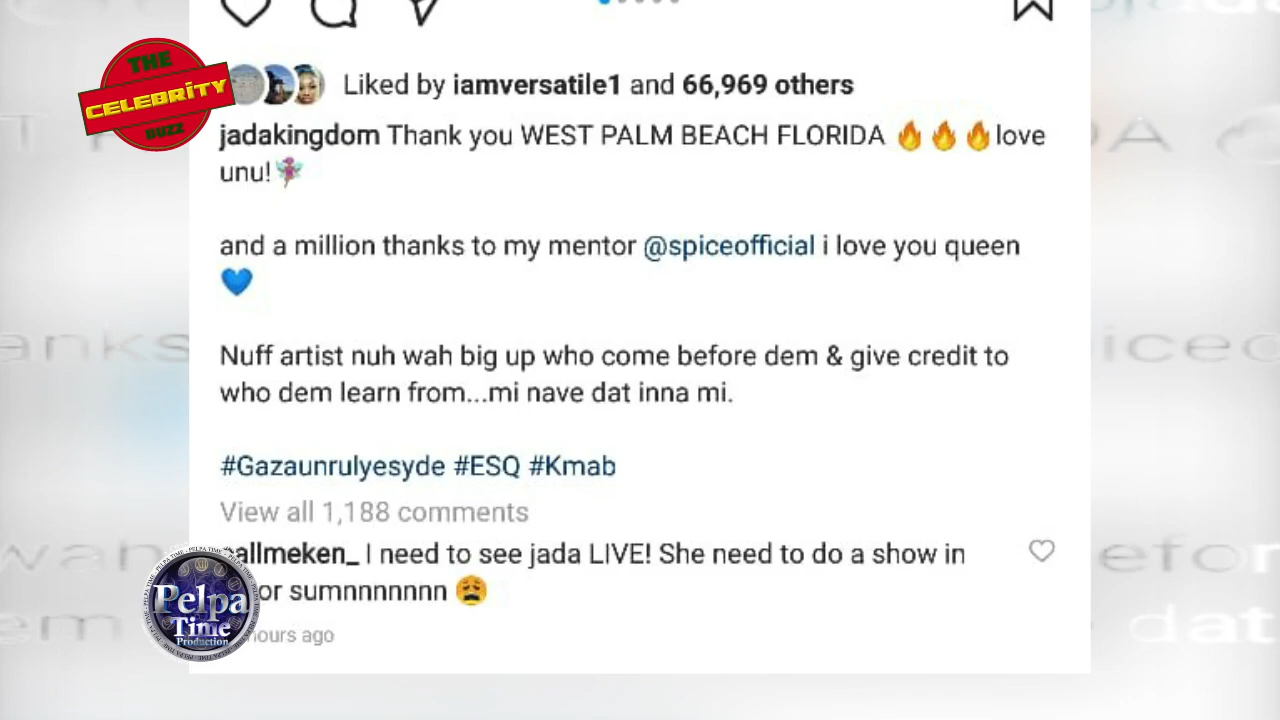 THE
CELEBRITY
BUZZ
Liked by iamversatile1 and 66,969 others
jadakingdom Thank you WEST PALM BEACH FLORIDA 🔥🔥🔥love
unu!🧚🏽‍♀️
and a million thanks to my mentor @spiceofficial i love you queen
💙
Nuff artist nuh wah big up who come before dem & give credit to
who dem learn from...mi nave dat inna mi.
#Gazaunrulyesyde #ESQ #Kmab
View all 1,188 comments
allmeken_ I need to see jada LIVE! She need to do a show in
or sumnnnnnnn 😩
hours ago
Pelpa
Time
Production